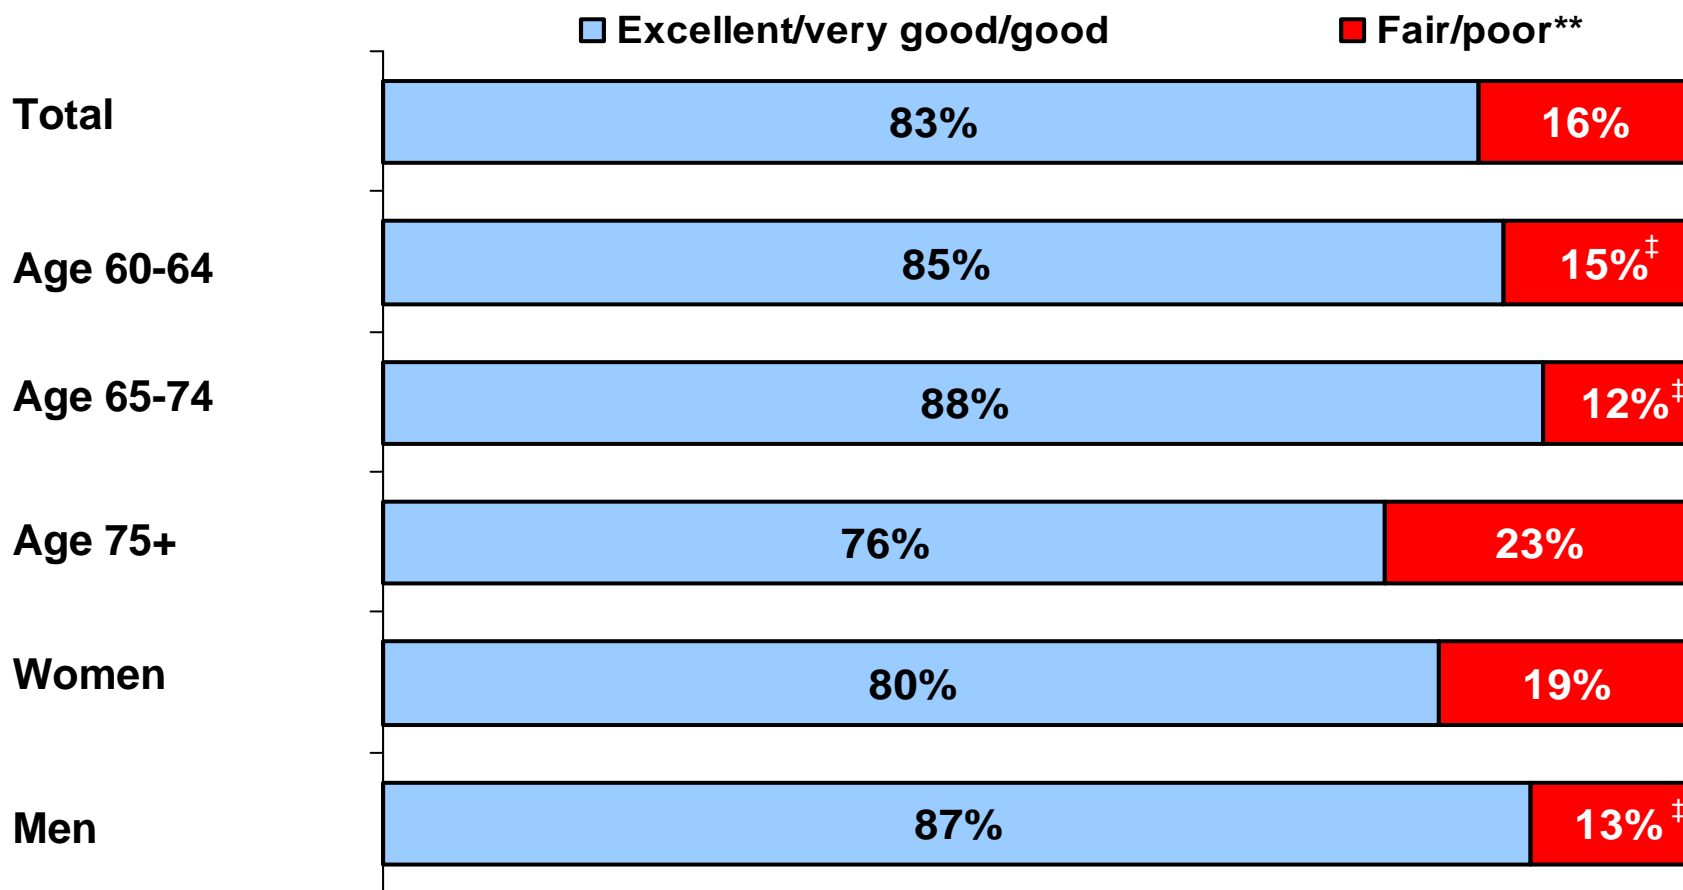 Excellent/very good/good Fair/poor**
Total 83% 16%
Age 60-64 85% 15%‡
Age 65-74 88% 12%‡
Age 75+ 76% 23%
Women 80% 19%
Men 87% 13%‡